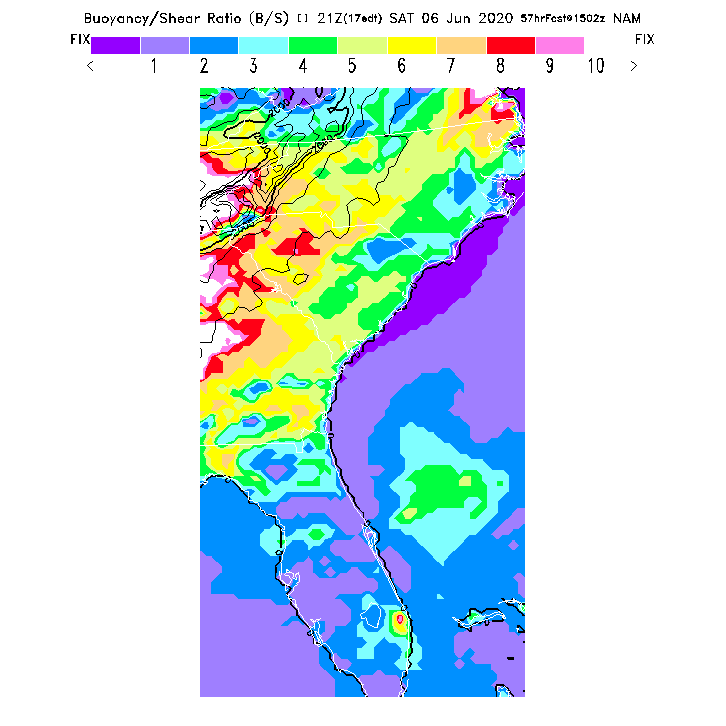 Buoyancy/Shear Ratio (B/S) [] 21Z(17edt) SAT 06 Jun 2020 57hrFcst@1502z NAM
FIX FIX
< 1 2 3 4 5 6 7 8 9 10 >
2000